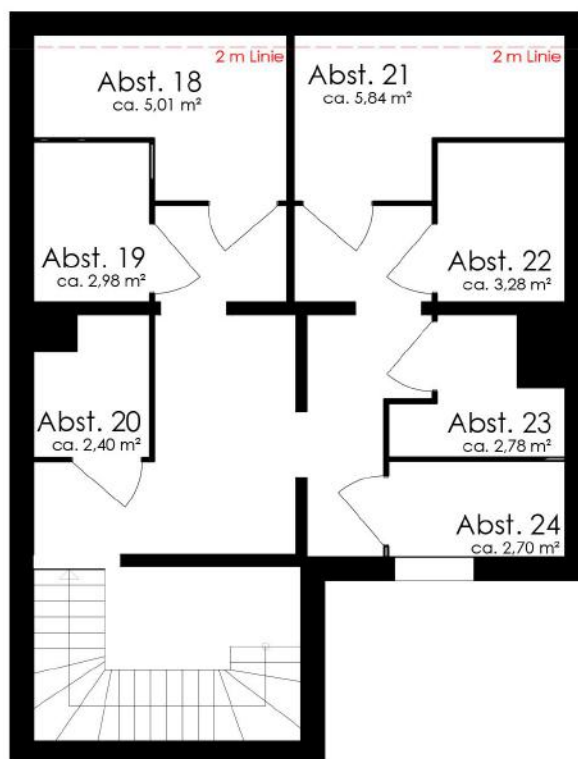 2 m Linie
2 m Linie
Abst. 18
ca. 5,01 m²
Abst. 21
ca. 5,84 m²
Abst. 19
ca. 2,98 m²
Abst. 22
ca. 3,28 m²
Abst. 20
ca. 2,40 m²
Abst. 23
ca. 2,78 m²
Abst. 24
ca. 2,70 m²